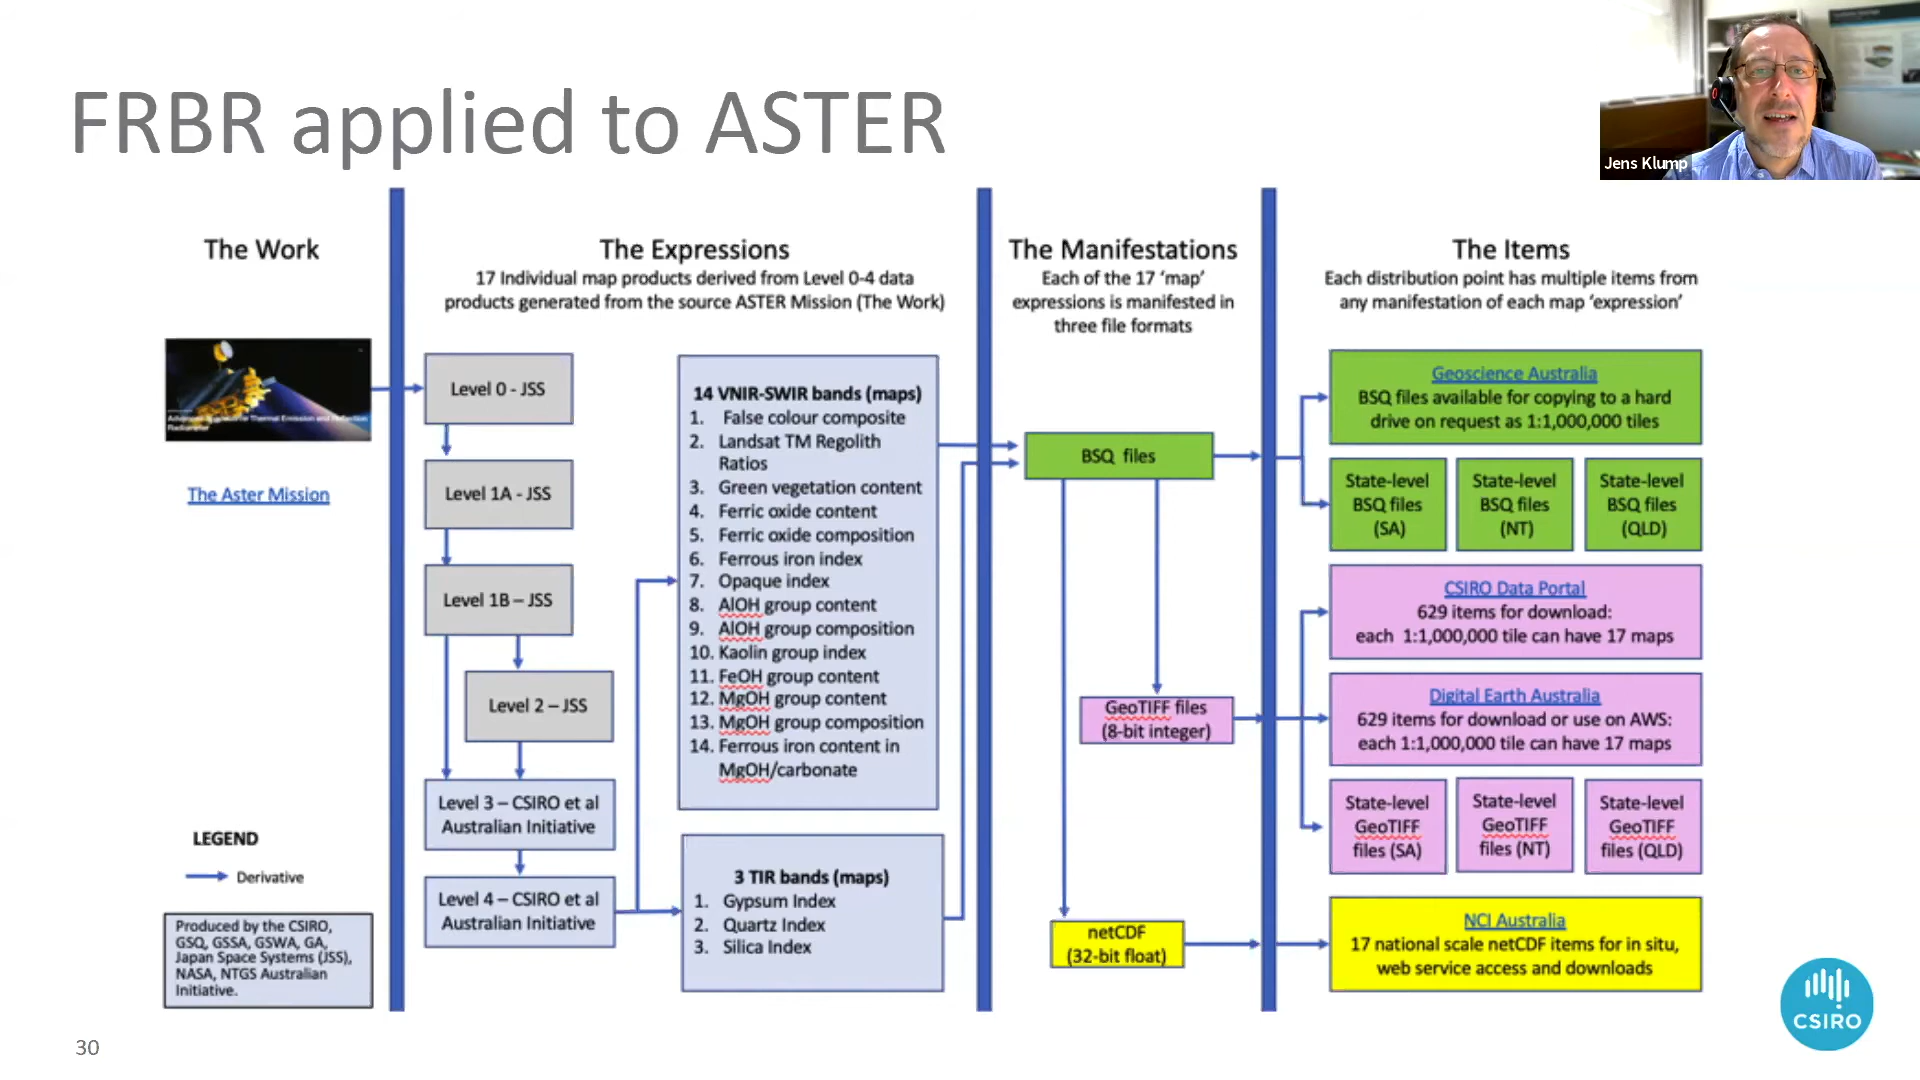 FRBR applied to ASTER
Jens Klump
The Work
The Aster Mission
LEGEND
Derivative
Produced by the CSIRO,
GSQ, GSSA, GSWA, GA,
Japan Space Systems (JSS),
NASA, NTGS Australian
Initiative.
The Expressions
17 Individual map products derived from Level 0-4 data
products generated from the source ASTER Mission (The Work)
Level 0 - JSS
Level 1A - JSS
Level 1B – JSS
Level 2 – JSS
Level 3 – CSIRO et al
Australian Initiative
Level 4 – CSIRO et al
Australian Initiative
14 VNIR-SWIR bands (maps)
1. False colour composite
2. Landsat TM Regolith
Ratios
3. Green vegetation content
4. Ferric oxide content
5. Ferric oxide composition
6. Ferrous iron index
7. Opaque index
8. AlOH group content
9. AlOH group composition
10. Kaolin group index
11. FeOH group content
12. MgOH group content
13. MgOH group composition
14. Ferrous iron content in
MgOH/carbonate
3 TIR bands (maps)
1. Gypsum Index
2. Quartz Index
3. Silica Index
The Manifestations
Each of the 17 ‘map’
expressions is manifested in
three file formats
BSQ files
GeoTIFF files
(8-bit integer)
netCDF
(32-bit float)
The Items
Each distribution point has multiple items from
any manifestation of each map ‘expression’
Geoscience Australia
BSQ files available for copying to a hard
drive on request as 1:1,000,000 tiles
State-level
BSQ files
(SA)
State-level
BSQ files
(NT)
State-level
BSQ files
(QLD)
CSIRO Data Portal
629 items for download:
each 1:1,000,000 tile can have 17 maps
Digital Earth Australia
629 items for download or use on AWS:
each 1:1,000,000 tile can have 17 maps
State-level
GeoTIFF
files (SA)
State-level
GeoTIFF
files (NT)
State-level
GeoTIFF
files (QLD)
NCI Australia
17 national scale netCDF items for in situ,
web service access and downloads
CSIRO
30